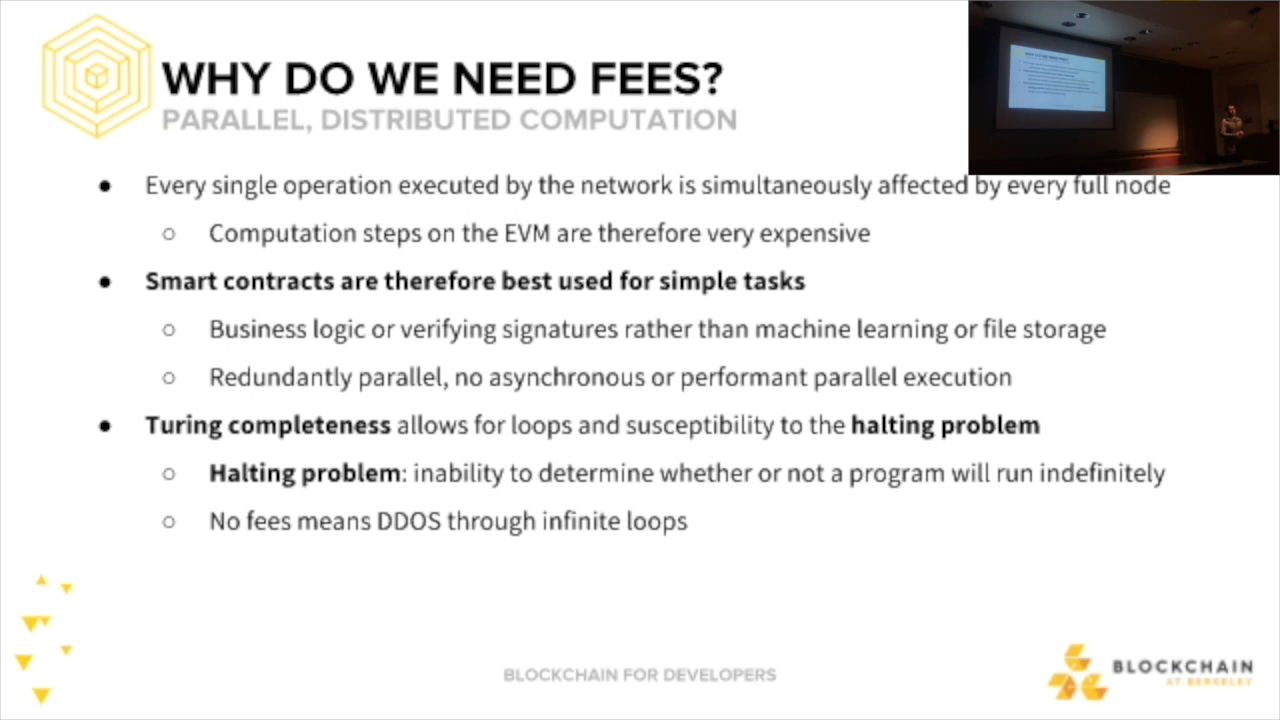 WHY DO WE NEED FEES?
PARALLEL, DISTRIBUTED COMPUTATION
● Every single operation executed by the network is simultaneously affected by every full node
○ Computation steps on the EVM are therefore very expensive
● Smart contracts are therefore best used for simple tasks
○ Business logic or verifying signatures rather than machine learning or file storage
○ Redundantly parallel, no asynchronous or performant parallel execution
● Turing completeness allows for loops and susceptibility to the halting problem
○ Halting problem: inability to determine whether or not a program will run indefinitely
○ No fees means DDOS through infinite loops
BLOCKCHAIN FOR DEVELOPERS
BLOCKCHAIN
AT BERKELEY